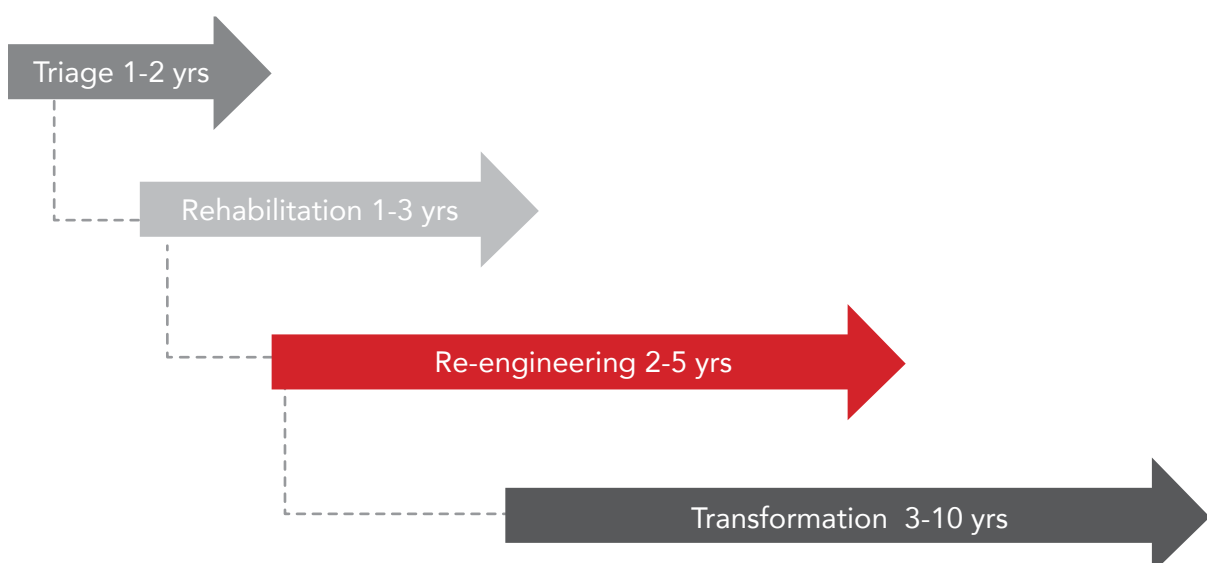 Triage 1-2 yrs
Rehabilitation 1-3 yrs
Re-engineering 2-5 yrs
Transformation  3-10 yrs